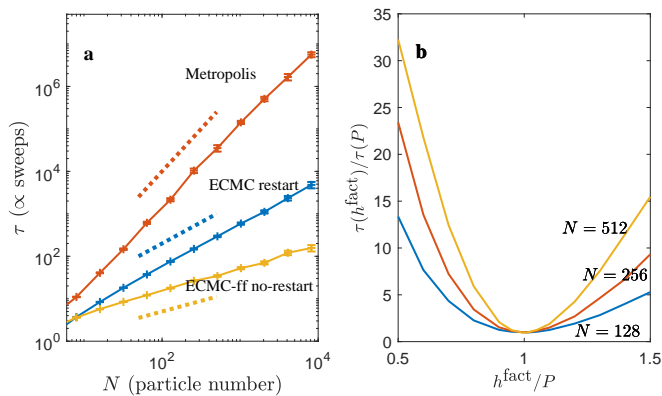 a
Metropolis
ECMC restart
ECMC-ff no-restart
10^6
10^4
10^2
10^0
10^2
10^4
τ (∝ sweeps)
N (particle number)
b
35
30
25
20
15
10
5
0
0.5
1
1.5
N = 512
N = 256
N = 128
τ(h^fact)/τ(P)
h^fact/P